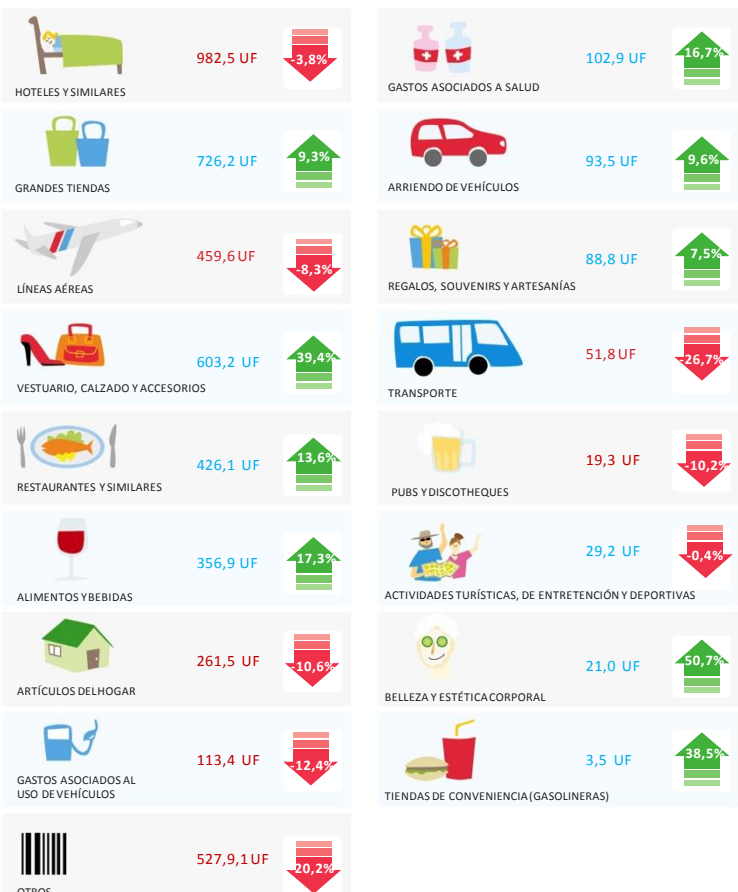 982,5 UF
-3,8%
HOTELES Y SIMILARES
726,2 UF
9,3%
GRANDES TIENDAS
459,6 UF
-8,3%
LÍNEAS AÉREAS
603,2 UF
39,4%
VESTUARIO, CALZADO Y ACCESORIOS
426,1 UF
13,6%
RESTAURANTES Y SIMILARES
356,9 UF
17,3%
ALIMENTOS Y BEBIDAS
261,5 UF
-10,6%
ARTÍCULOS DEL HOGAR
113,4 UF
-12,4%
GASTOS ASOCIADOS AL
USO DE VEHÍCULOS
527,9,1 UF
-20,2%
OTROS
102,9 UF
16,7%
GASTOS ASOCIADOS A SALUD
93,5 UF
9,6%
ARRIENDO DE VEHÍCULOS
88,8 UF
7,5%
REGALOS, SOUVENIRS Y ARTESANÍAS
51,8 UF
-26,7%
TRANSPORTE
19,3 UF
-10,2%
PUBS Y DISCOTHEQUES
29,2 UF
-0,4%
ACTIVIDADES TURÍSTICAS, DE ENTRETENCIÓN Y DEPORTIVAS
21,0 UF
50,7%
BELLEZA Y ESTÉTICA CORPORAL
3,5 UF
38,5%
TIENDAS DE CONVENIENCIA (GASOLINERAS)